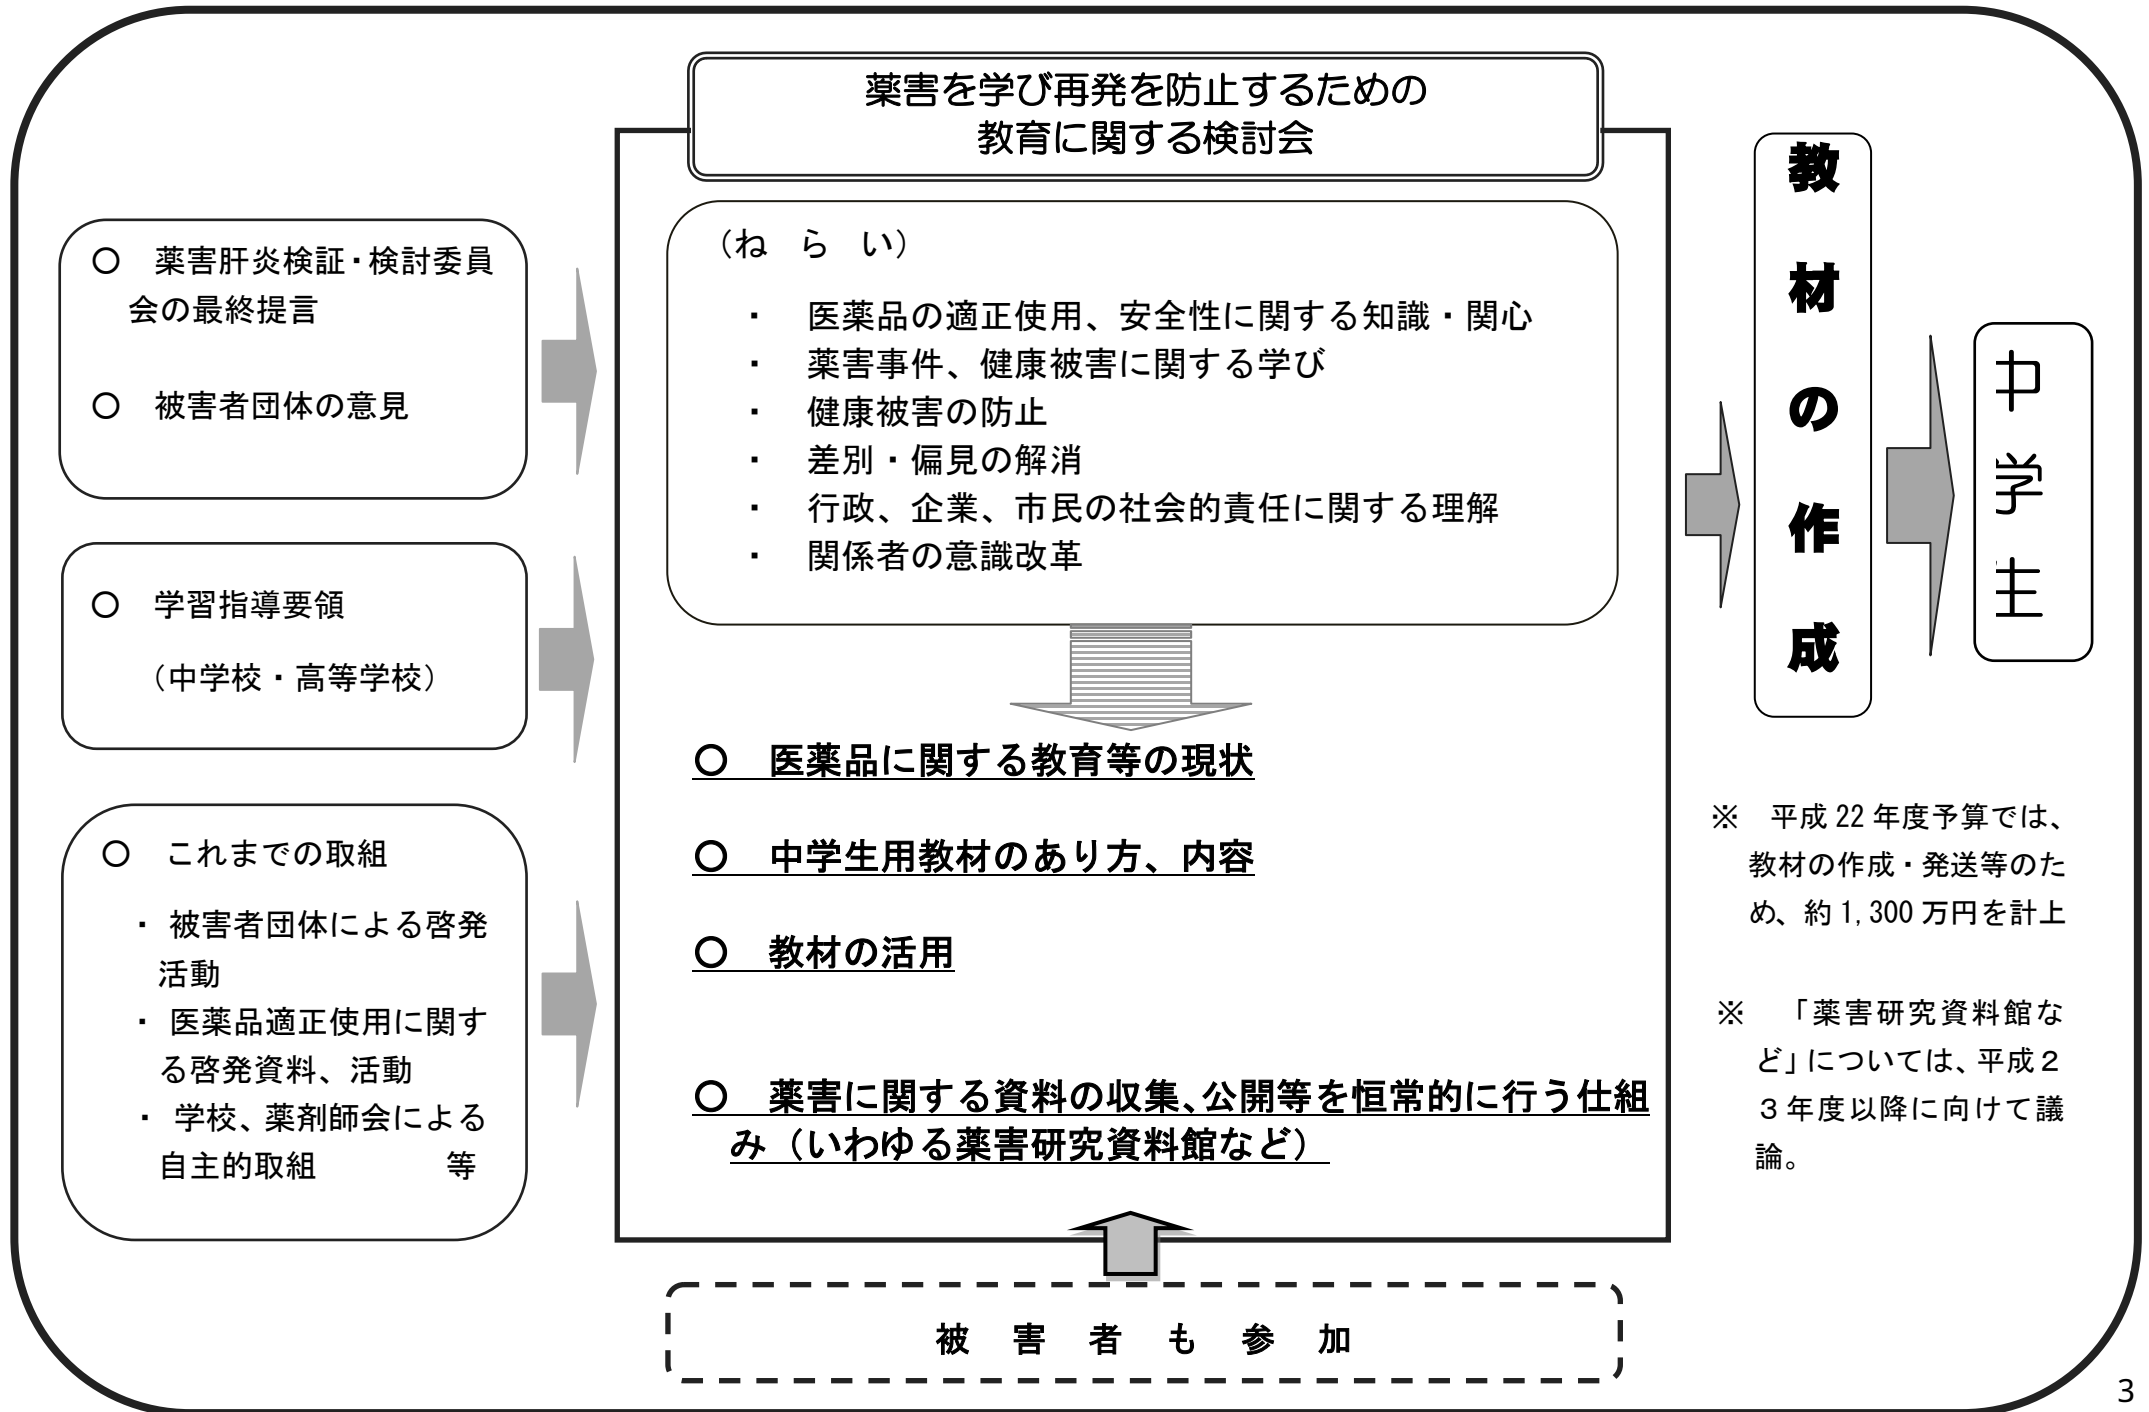 薬害を学び再発を防止するための
教育に関する検討会
○　薬害肝炎検証・検討委員
会の最終提言
○　被害者団体の意見
○　学習指導要領
（中学校・高等学校）
○　これまでの取組
・ 被害者団体による啓発
活動
・ 医薬品適正使用に関す
る啓発資料、活動
・ 学校、薬剤師会による
自主的取組　　　　等
（ね　ら　い）
・　医薬品の適正使用、安全性に関する知識・関心
・　薬害事件、健康被害に関する学び
・　健康被害の防止
・　差別・偏見の解消
・　行政、企業、市民の社会的責任に関する理解
・　関係者の意識改革
○　医薬品に関する教育等の現状
○　中学生用教材のあり方、内容
○　教材の活用
○　薬害に関する資料の収集、公開等を恒常的に行う仕組
み（いわゆる薬害研究資料館など）
被　害　者　も　参　加
教材の作成
中学生
※　平成 22 年度予算では、
教材の作成・発送等のた
め、約 1,300 万円を計上
※　「薬害研究資料館な
ど」については、平成２
３年度以降に向けて議
論。
3